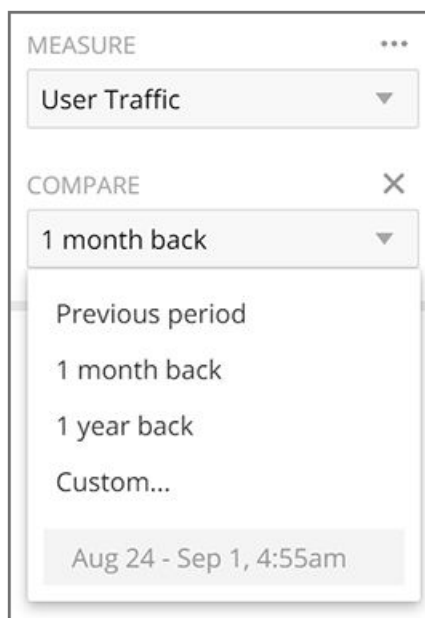 MEASURE
User Traffic
COMPARE
1 month back
Previous period
1 month back
1 year back
Custom...
Aug 24 - Sep 1, 4:55am